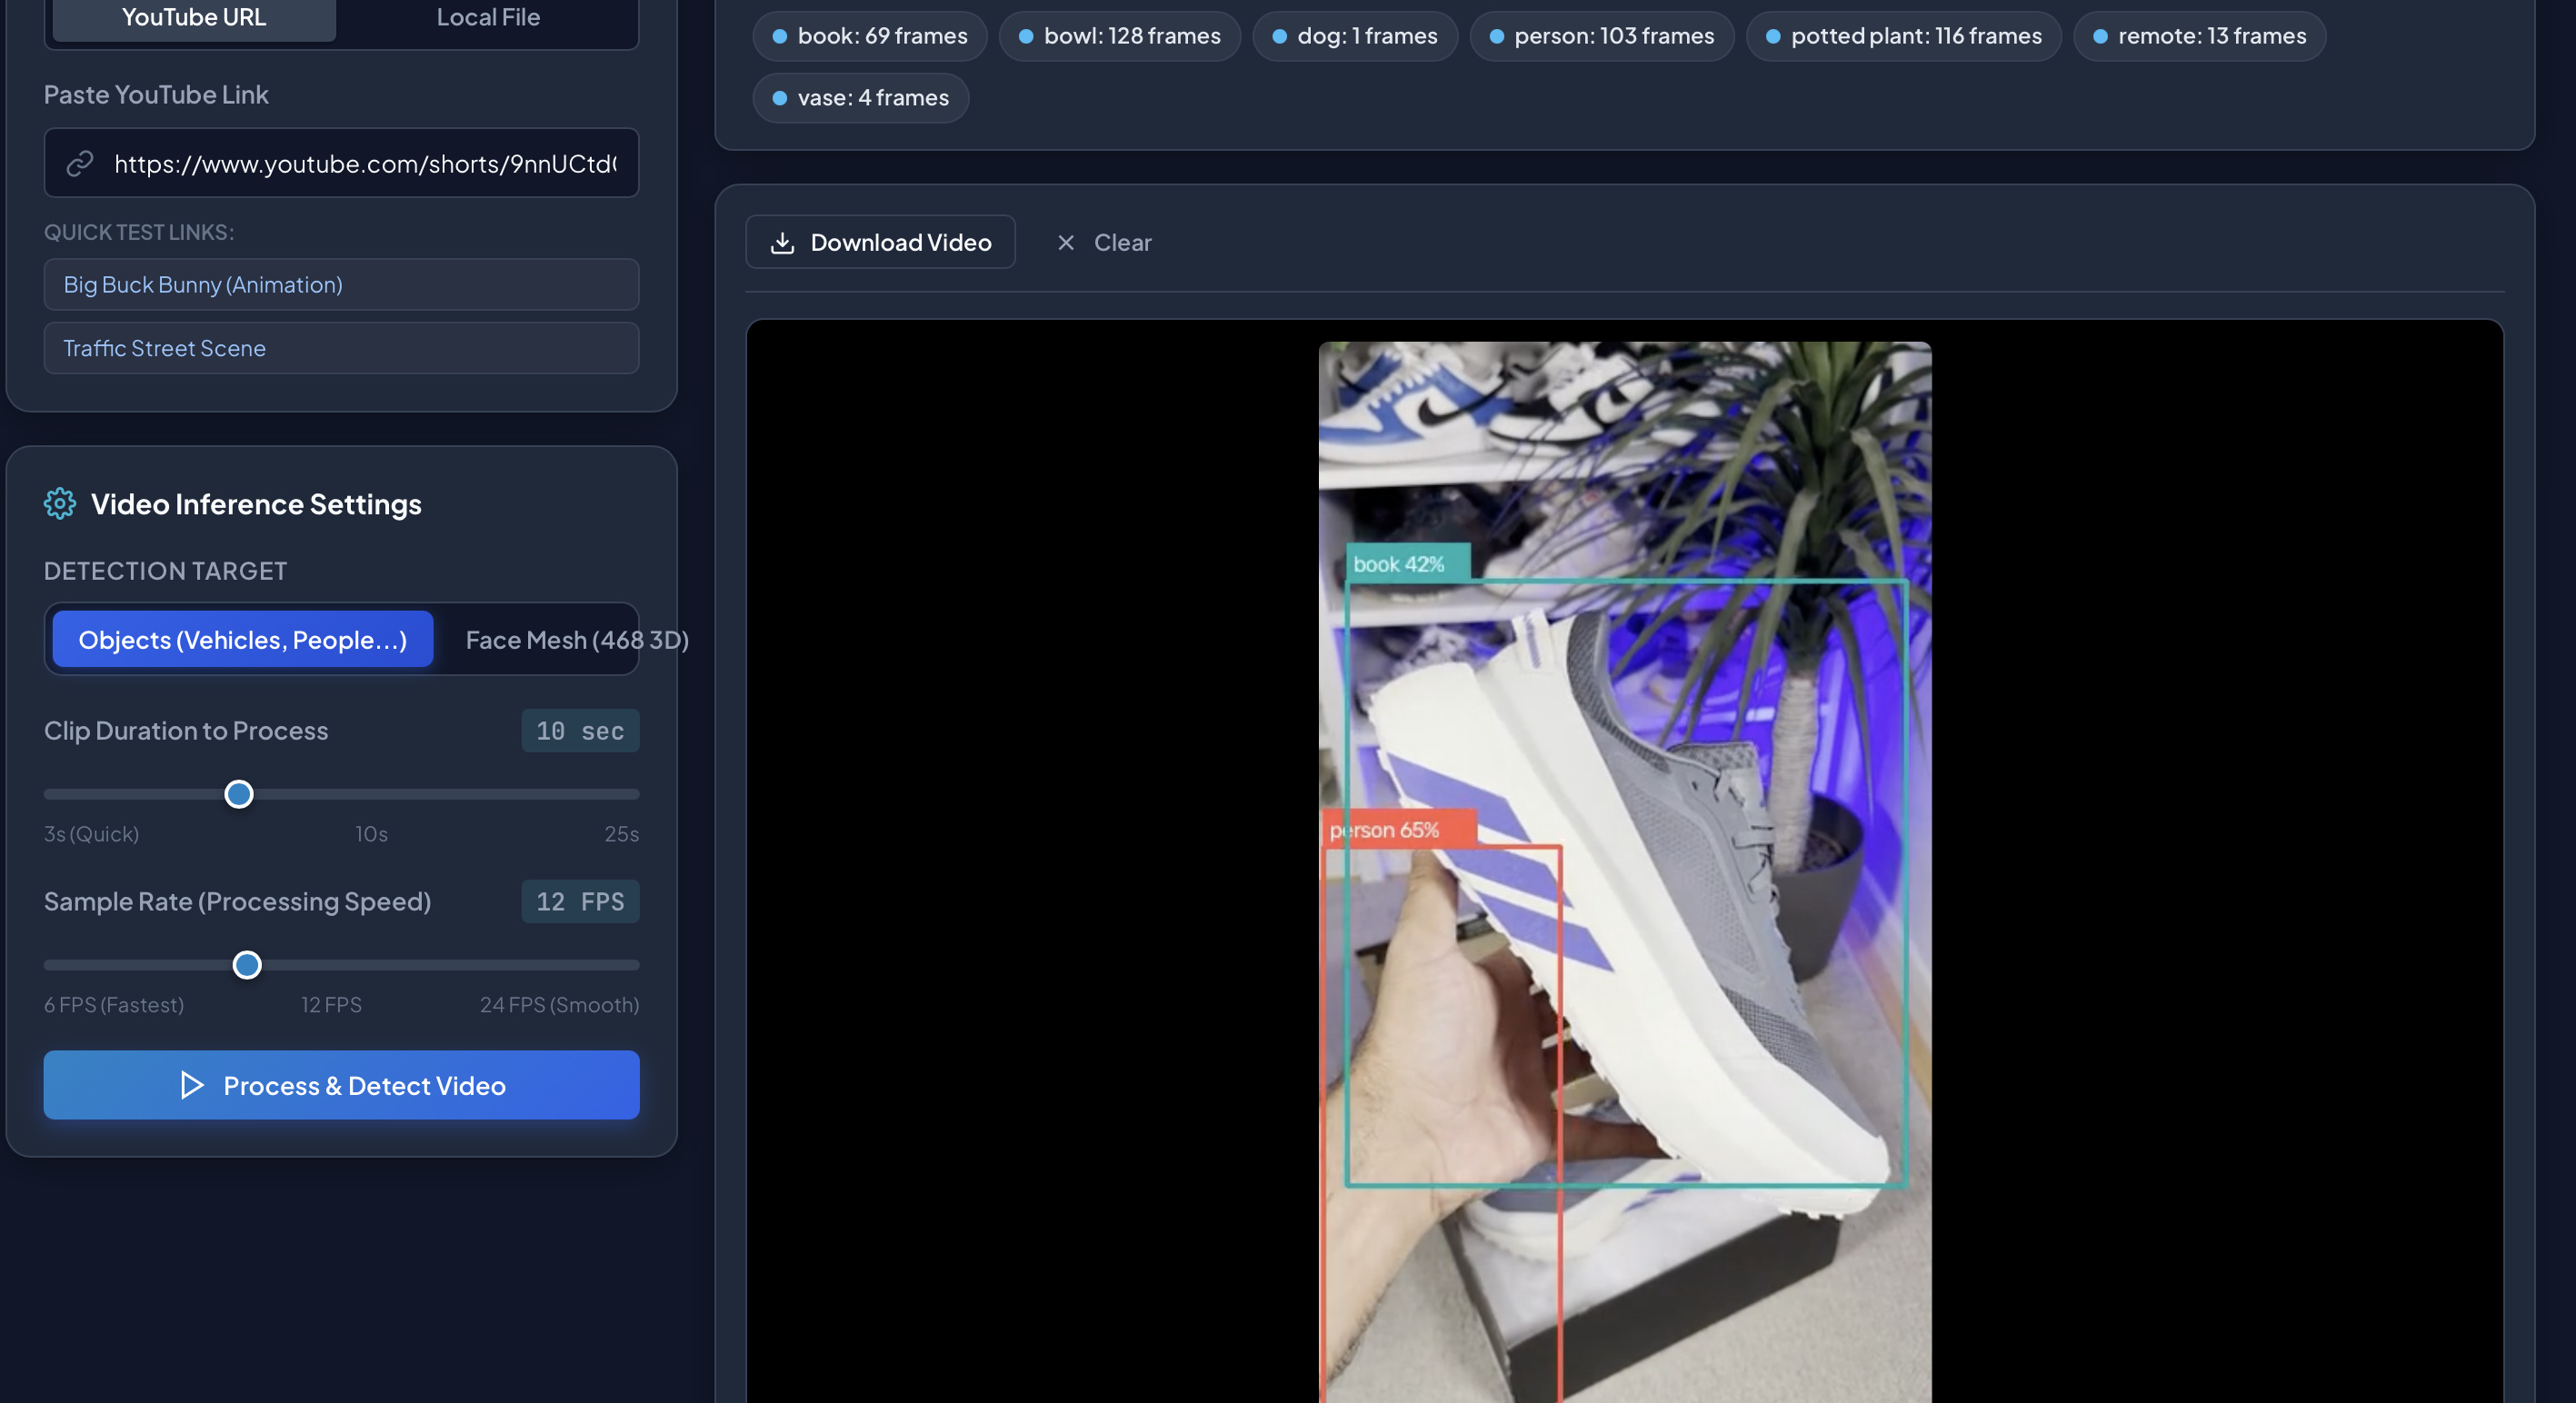 YouTube URL
Local File
Paste YouTube Link
https://www.youtube.com/shorts/9nnUCtd
QUICK TEST LINKS:
Big Buck Bunny (Animation)
Traffic Street Scene
Video Inference Settings
DETECTION TARGET
Objects (Vehicles, People...)
Face Mesh (468 3D)
Clip Duration to Process
10 sec
3s (Quick)
10s
25s
Sample Rate (Processing Speed)
12 FPS
6 FPS (Fastest)
12 FPS
24 FPS (Smooth)
Process & Detect Video
book: 69 frames
bowl: 128 frames
dog: 1 frames
person: 103 frames
potted plant: 116 frames
remote: 13 frames
vase: 4 frames
Download Video
Clear
book 42%
person 65%